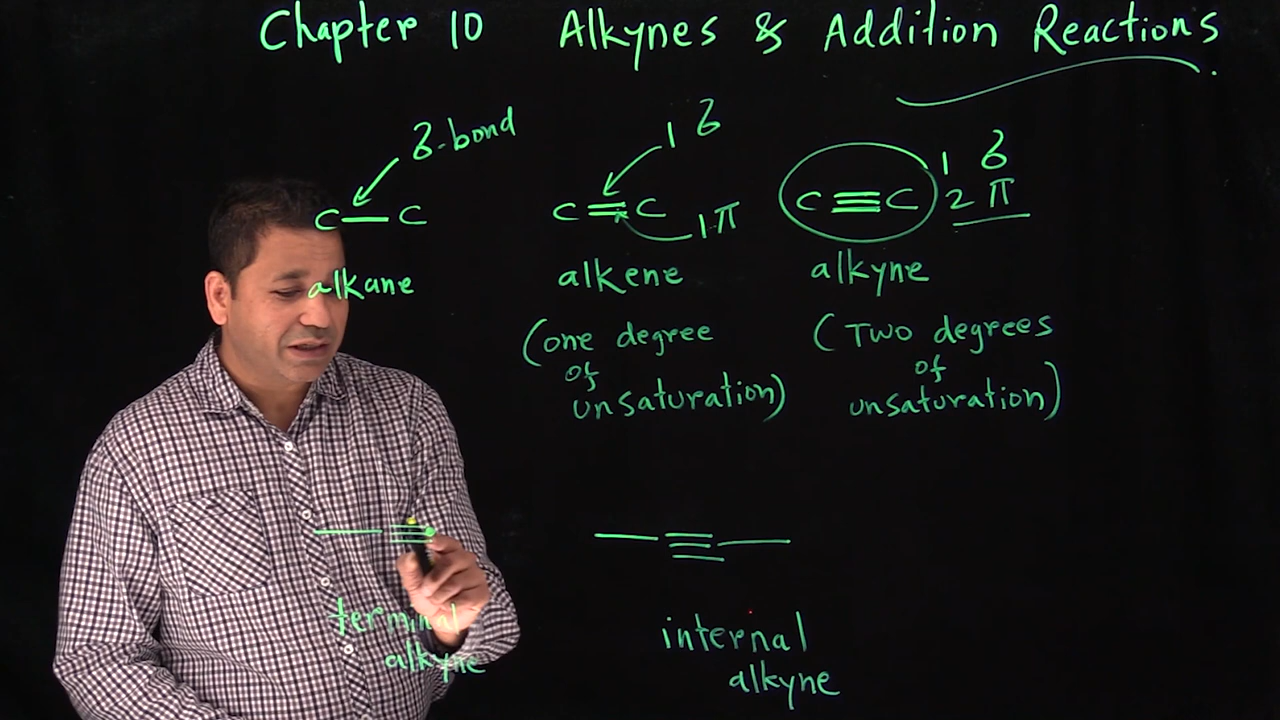 Chapter 10 Alkynes & Addition Reactions
σ-bond
1 σ
1 σ
C—C
C=C
1π
C≡C
2 π
alkane
alkene
alkyne
(one degree
of
unsaturation)
(Two degrees
of
unsaturation)
terminal
alkyne
internal
alkyne